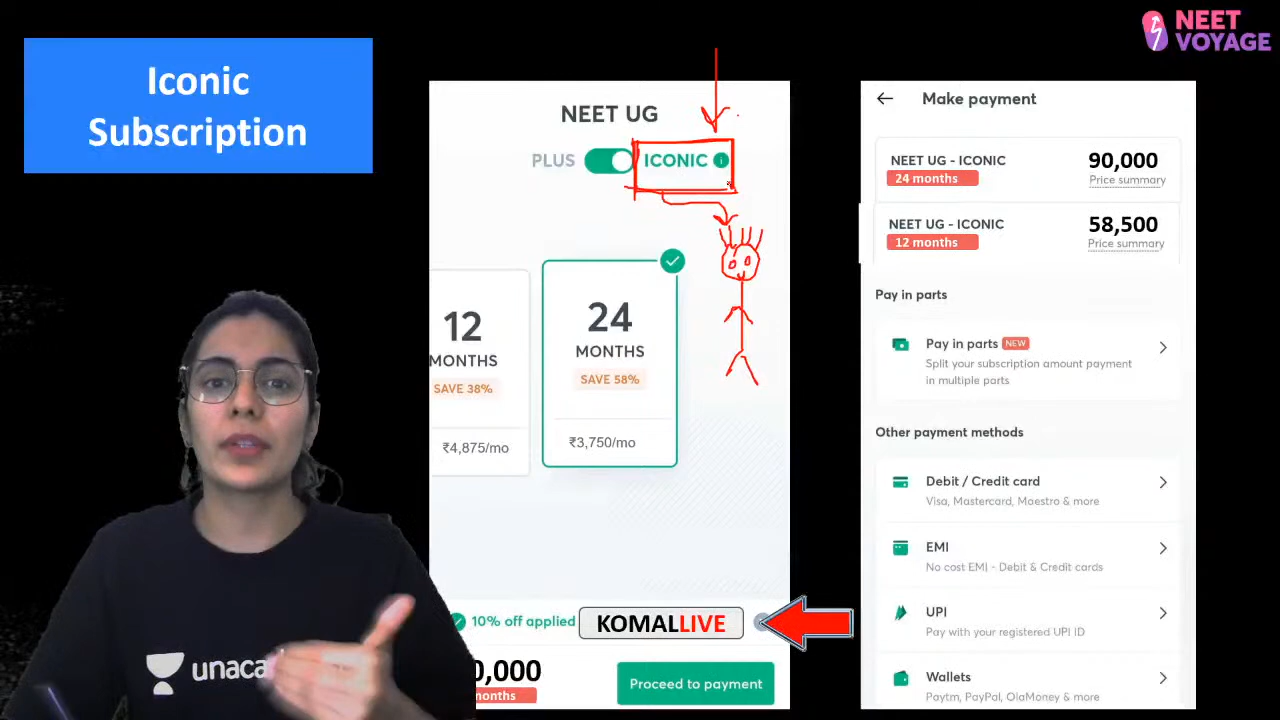 NEET
VOYAGE
Iconic
Subscription
NEET UG
PLUS ICONIC i
12
MONTHS
SAVE 38%
₹4,875/mo
24
MONTHS
SAVE 58%
₹3,750/mo
10% off applied KOMALLIVE
0,000
months
Proceed to payment
Make payment
NEET UG - ICONIC 90,000
24 months Price summary
NEET UG - ICONIC 58,500
12 months Price summary
Pay in parts
Pay in parts NEW
Split your subscription amount payment
in multiple parts
Other payment methods
Debit / Credit card
Visa, Mastercard, Maestro & more
EMI
No cost EMI - Debit & Credit cards
UPI
Pay with your registered UPI ID
Wallets
Paytm, PayPal, OlaMoney & more
unaca